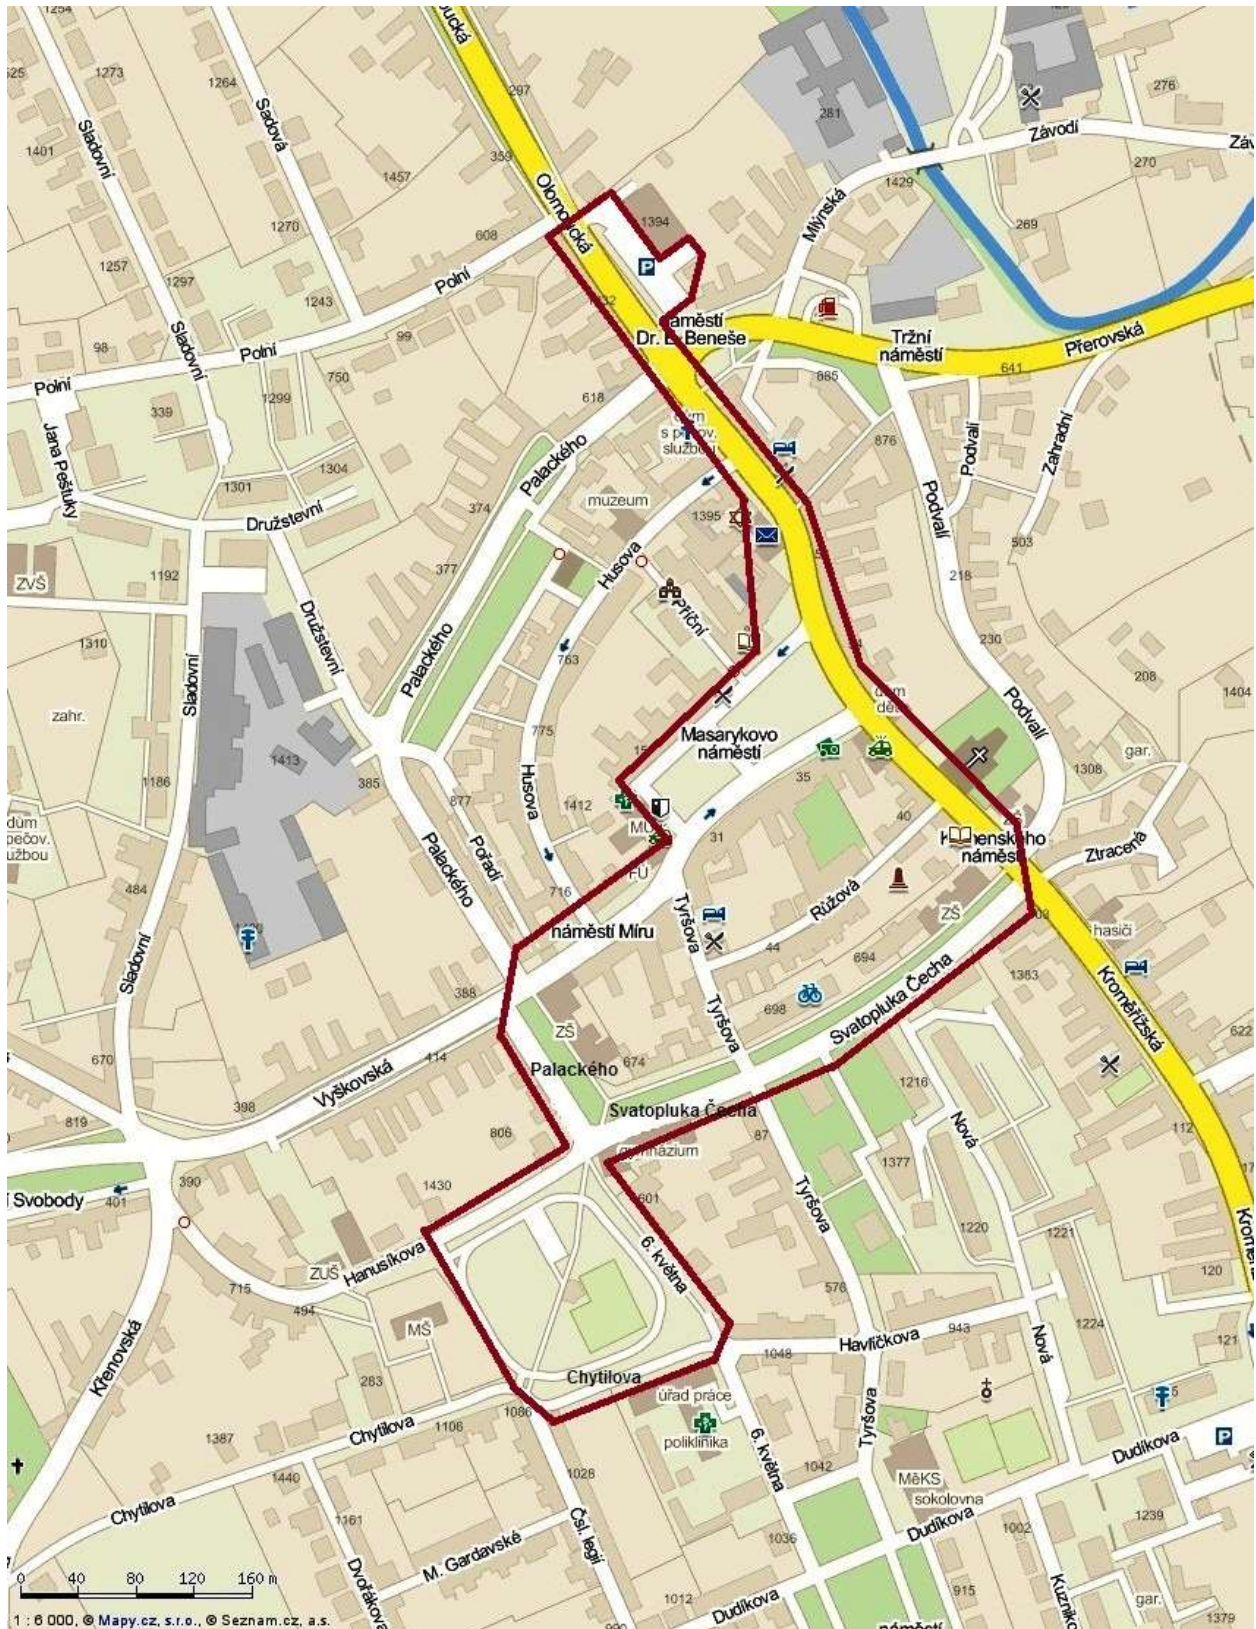 1254
1273
1264
297
276
525
Sladovní
Sadová
281
1401
359
Závodí
1457
270
1429
Olomoucká
1394
Mlýnská
608
269
1270
1257
1297
Polní
P
1243
náměstí
Dr. E. Beneše
Tržní
náměstí
Přerovská
99
98
Sladovní
Polní
641
Polní
750
885
618
339
1299
dům
s pečov.
službou
876
Jana Peštuky
Palackého
Podvalí
Zahradní
1304
1301
374
muzeum
1395
Podvalí
Družstevní
503
377
Husova
1192
218
ZVŠ
Družstevní
Příční
1310
Palackého
763
230
Sladovní
208
1404
zahr.
dům
dětí
Podvalí
Masarykovo
náměstí
775
gar.
1413
1186
385
35
1308
Husova
877
1412
dům
pečov.
užbou
MÚ
31
40
ZŠ
Komenského
náměstí
Ztracená
Palackého
Pořadí
FÚ
484
716
Tyršova
Růžová
náměstí Míru
ZŠ
hasiči
44
694
Sladovní
388
1383
Svatopluka Čecha
Kroměřížská
ZŠ
698
Tyršova
622
670
414
674
Palackého
Vyškovská
1216
398
Svatopluka Čecha
819
Nová
112
806
87
gymnázium
1377
390
1430
Tyršova
í Svobody
401
601
1220
1221
Hanusíkova
6. května
ZUŠ
120
715
576
494
MŠ
943
1224
121
Havlíčkova
Nová
Křenovská
1048
Chytilova
283
úřad práce
1086
Chytilova
1106
Tyršova
1387
poliklinika
6. května
P
Dudíkova
1440
1028
1042
MěKS
sokolovna
Chytilova
1161
Čsl. legií
Dudíkova
1239
1036
1002
M. Gardavské
Dvořákova
0 40 80 120 160 m
1012
915
gar.
Dudíkova
1379
1 : 6 000, © Mapy.cz, s.r.o., © Seznam.cz, a.s.
náměstí